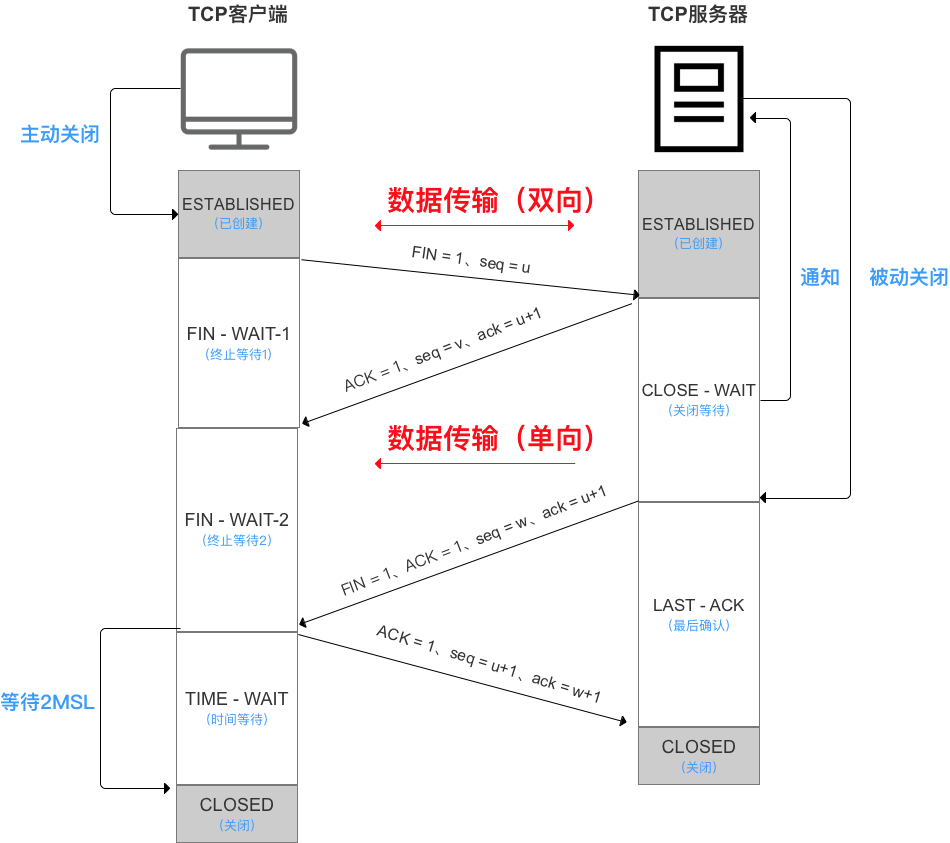 TCP客户端
TCP服务器
主动关闭
ESTABLISHED
（已创建）
数据传输（双向）
ESTABLISHED
（已创建）
FIN = 1、seq = u
通知
被动关闭
FIN - WAIT-1
（终止等待1）
ACK = 1、seq = v、ack = u+1
CLOSE - WAIT
（关闭等待）
数据传输（单向）
FIN - WAIT-2
（终止等待2）
FIN = 1、ACK = 1、seq = w、ack = u+1
LAST - ACK
（最后确认）
ACK = 1、seq = u+1、ack = w+1
等待2MSL
TIME - WAIT
（时间等待）
CLOSED
（关闭）
CLOSED
（关闭）